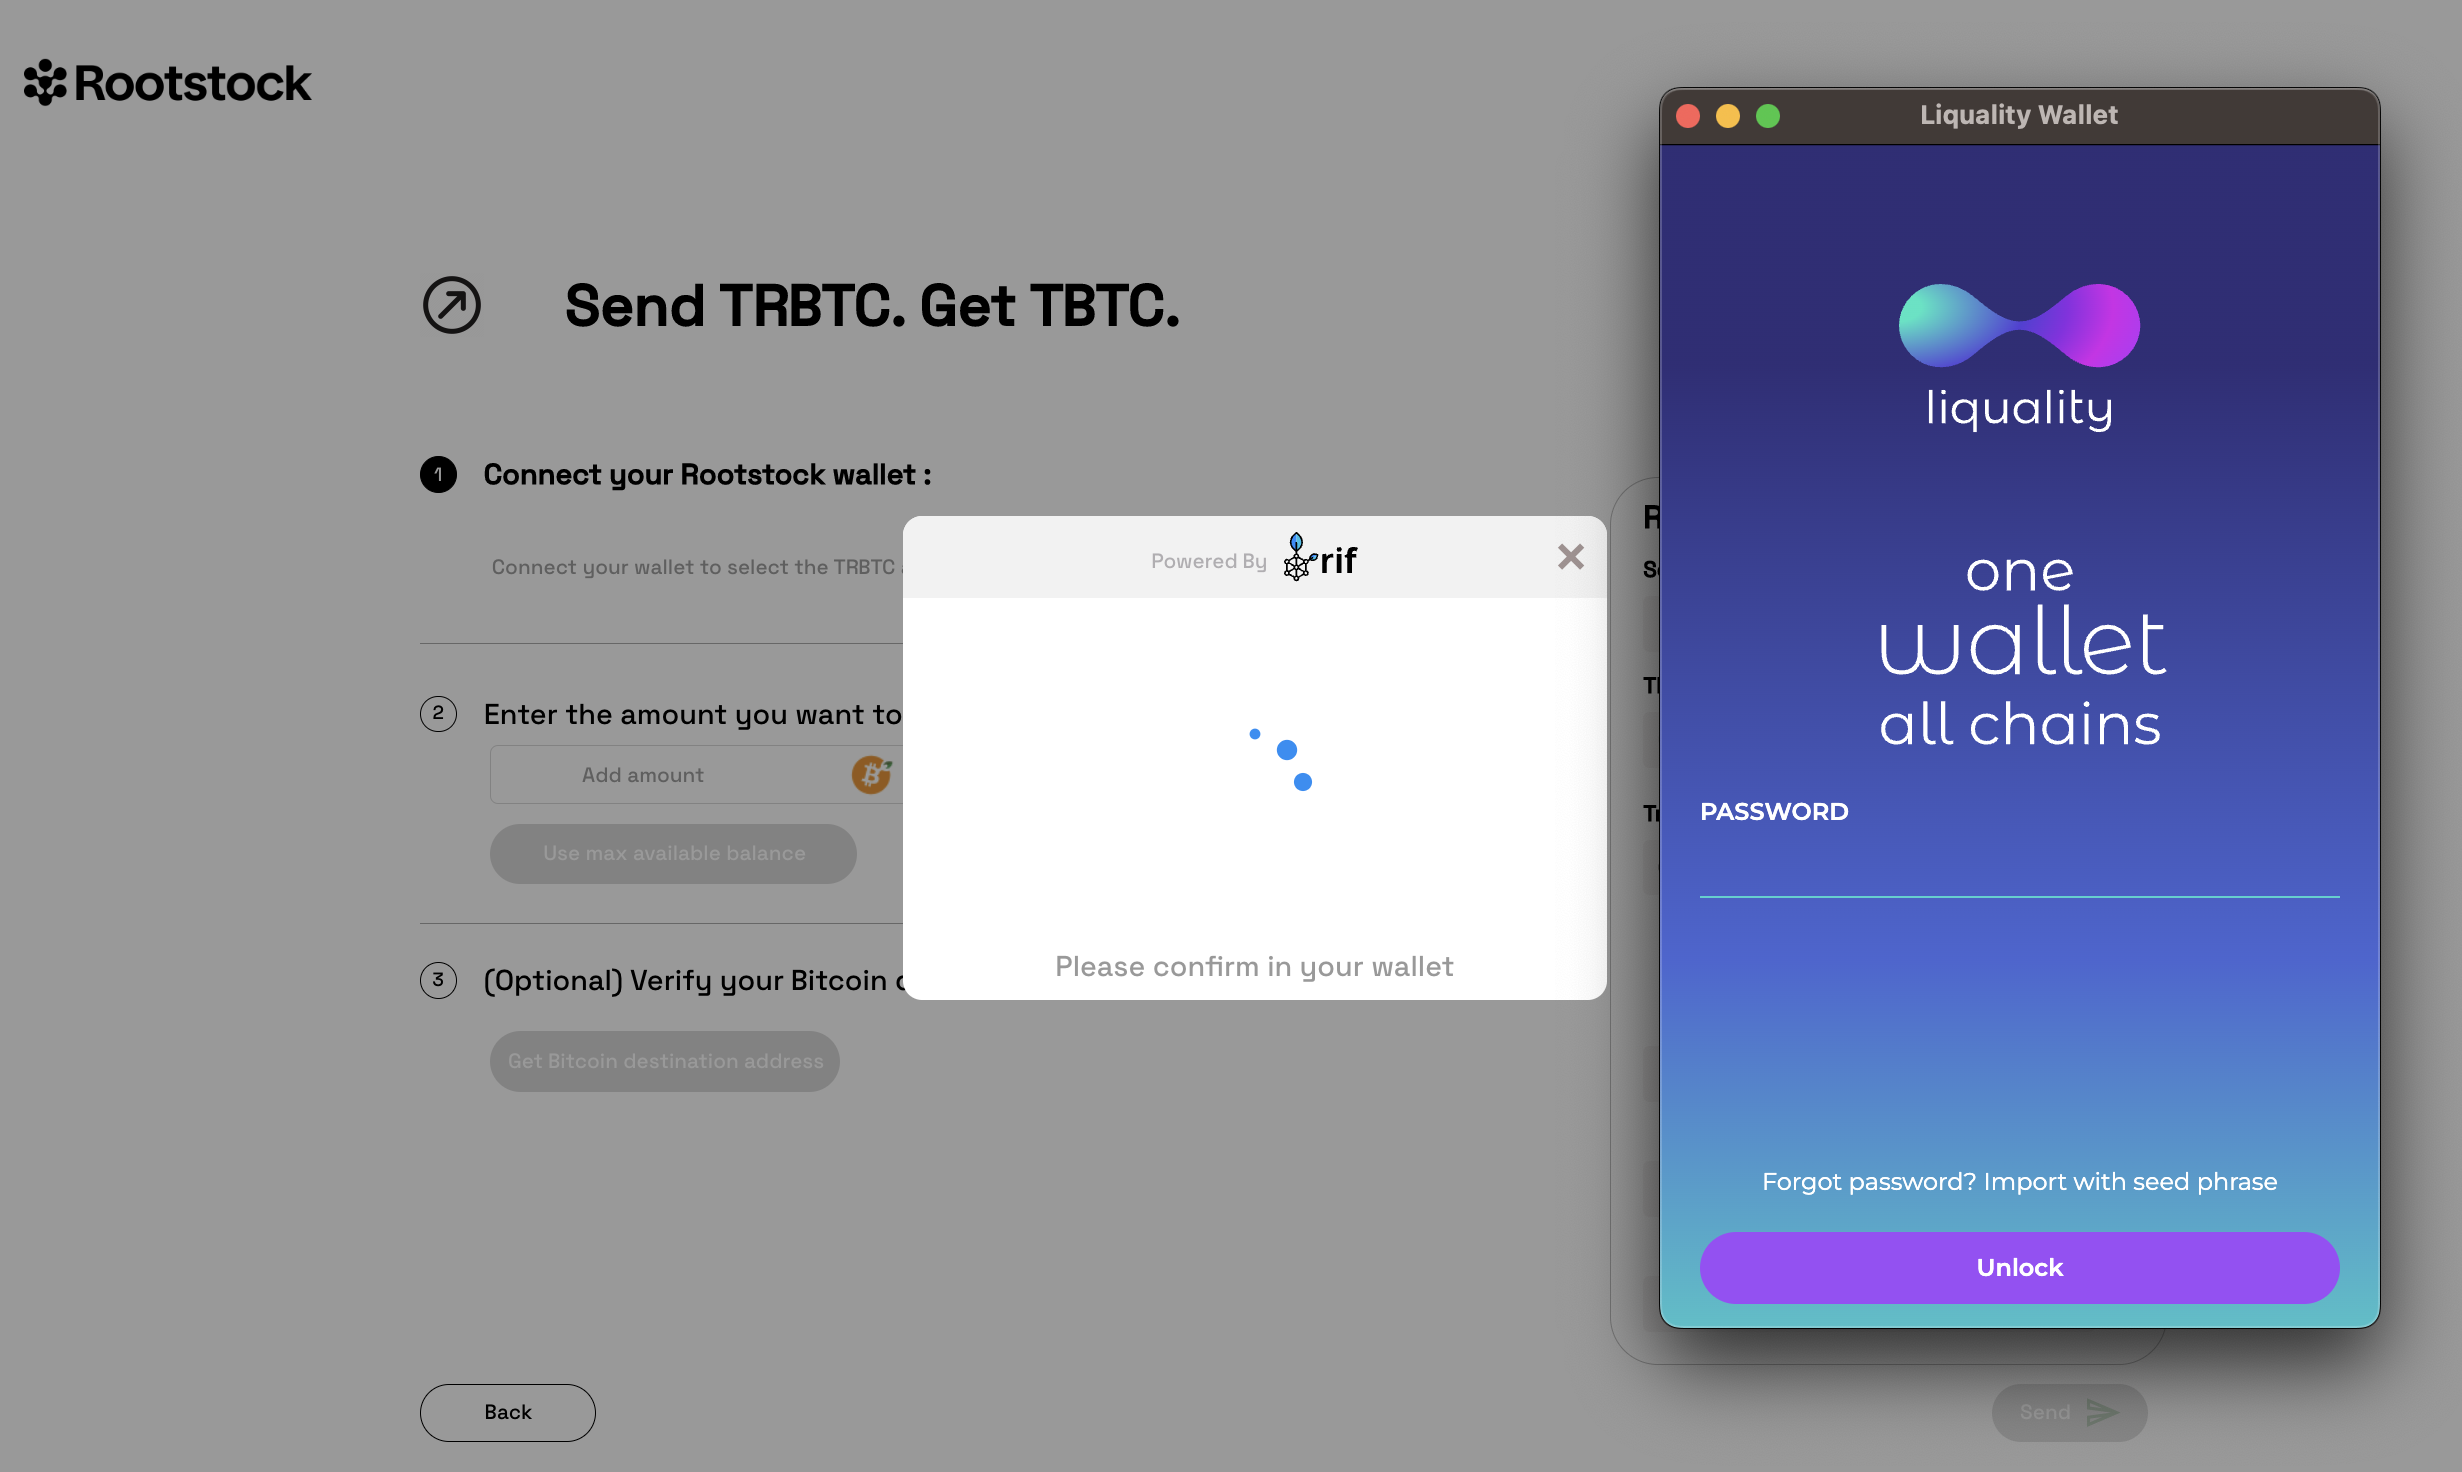 Rootstock
Send TRBTC. Get TBTC.
1 Connect your Rootstock wallet :
Connect your wallet to select the TRBTC
2 Enter the amount you want to
Add amount
Use max available balance
3 (Optional) Verify your Bitcoin
Get Bitcoin destination address
Back
Send
Powered By rif
Please confirm in your wallet
Liquality Wallet
liquality
one
wallet
all chains
PASSWORD
Forgot password? Import with seed phrase
Unlock